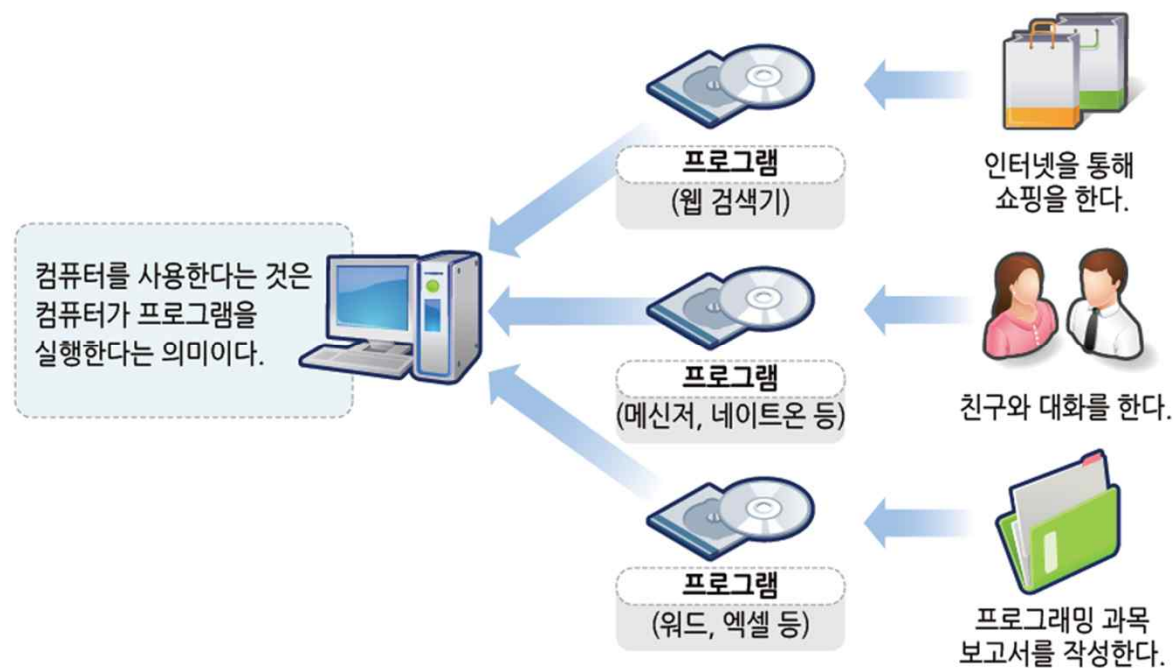 컴퓨터를 사용한다는 것은
컴퓨터가 프로그램을
실행한다는 의미이다.
프로그램
(웹 검색기)
인터넷을 통해
쇼핑을 한다.
프로그램
(메신저, 네이트온 등)
친구와 대화를 한다.
프로그램
(워드, 엑셀 등)
프로그래밍 과목
보고서를 작성한다.